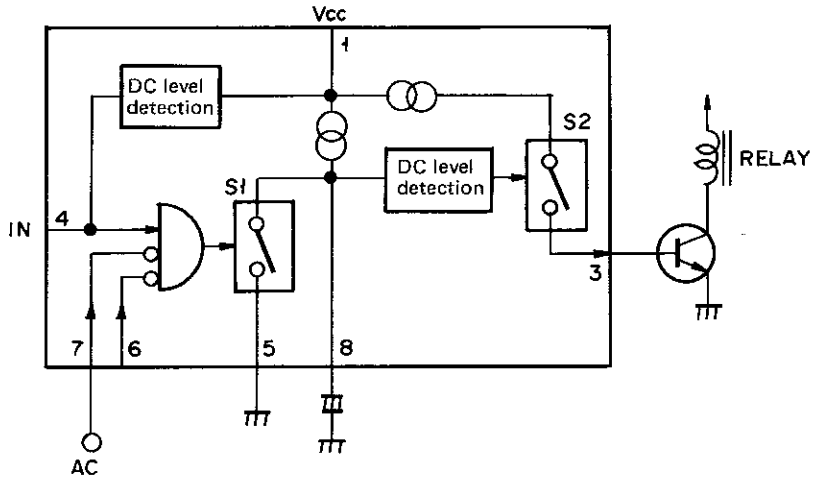 Vcc
1
DC level
detection
S2
RELAY
S1
DC level
detection
IN
4
3
7
6
5
8
AC